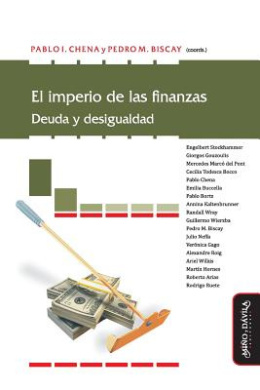 PABLO I. CHENA y PEDRO M. BISCAY (coords.)
El imperio de las finanzas
Deuda y desigualdad
Engelbert Stockhammer
Giorgos Gouzoulis
Mercedes Marcó del Pont
Cecilia Todesca Bocco
Pablo Chena
Emilia Buccella
Pablo Bortz
Annina Kaltenbrunner
Randall Wray
Guillermo Wierzba
Pedro M. Biscay
Julio Neffa
Verónica Gago
Alexandre Roig
Ariel Wilkis
Martín Hornes
Roberto Arias
Rodrigo Ruete
MIÑO y DÁVILA